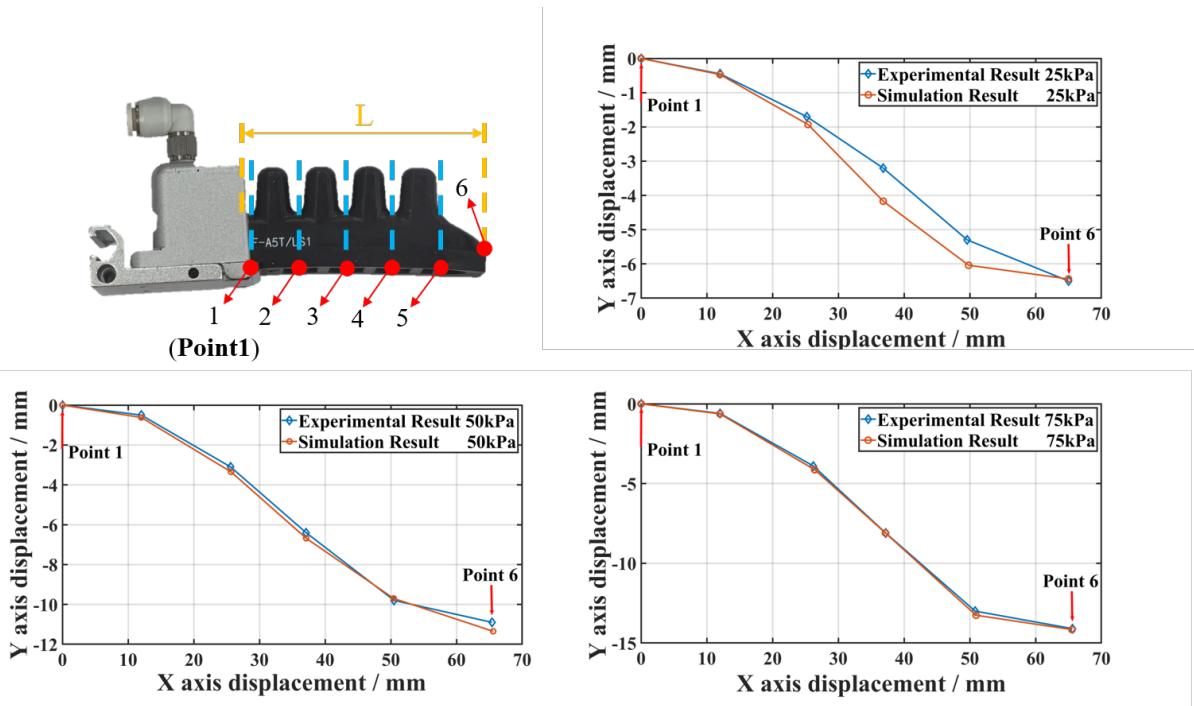 L
6
F-A5T/LS1
1
2
3
4
5
(Point1)
0
-1
-2
-3
-4
-5
-6
-7
Y axis displacement / mm
Experimental Result 25kPa
Simulation Result 25kPa
Point 1
Point 6
0 10 20 30 40 50 60 70
X axis displacement / mm
0
-2
-4
-6
-8
-10
-12
Y axis displacement / mm
Experimental Result 50kPa
Simulation Result 50kPa
Point 1
Point 6
0 10 20 30 40 50 60 70
X axis displacement / mm
0
-5
-10
-15
Y axis displacement / mm
Experimental Result 75kPa
Simulation Result 75kPa
Point 1
Point 6
0 10 20 30 40 50 60 70
X axis displacement / mm